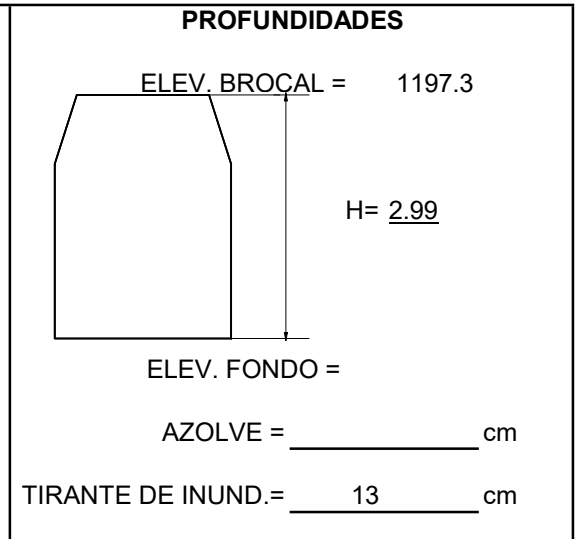 PROFUNDIDADES
ELEV. BROCAL = 1197.3
H= 2.99
ELEV. FONDO =
AZOLVE = cm
TIRANTE DE INUND.= 13 cm